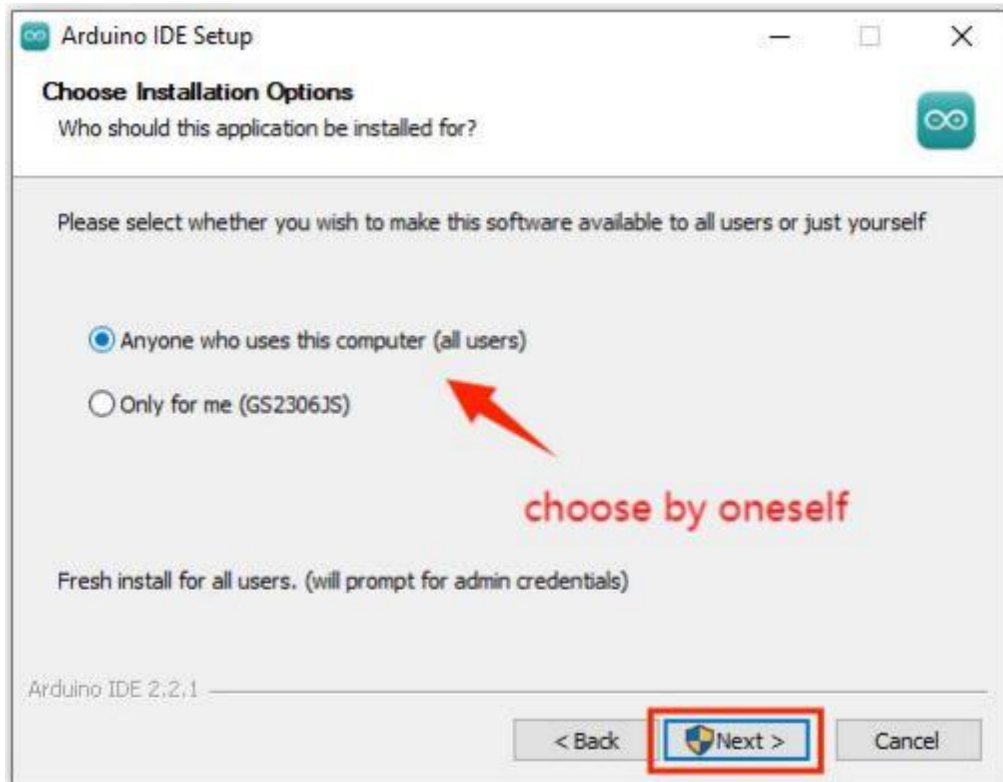 Arduino IDE Setup
Choose Installation Options
Who should this application be installed for?
Please select whether you wish to make this software available to all users or just yourself
Anyone who uses this computer (all users)
Only for me (GS2306JS)
choose by oneself
Fresh install for all users. (will prompt for admin credentials)
Arduino IDE 2.2.1
< Back Next > Cancel